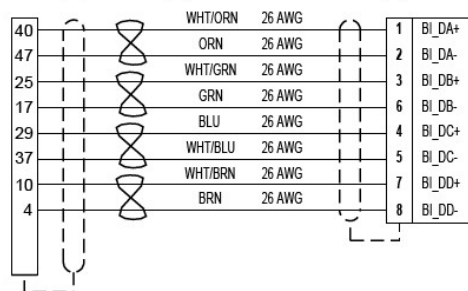 40 WHT/ORN 26 AWG 1 BI_DA+
47 ORN 26 AWG 2 BI_DA-
25 WHT/GRN 26 AWG 3 BI_DB+
17 GRN 26 AWG 6 BI_DB-
29 BLU 26 AWG 4 BI_DC+
37 WHT/BLU 26 AWG 5 BI_DC-
10 WHT/BRN 26 AWG 7 BI_DD+
4 BRN 26 AWG 8 BI_DD-